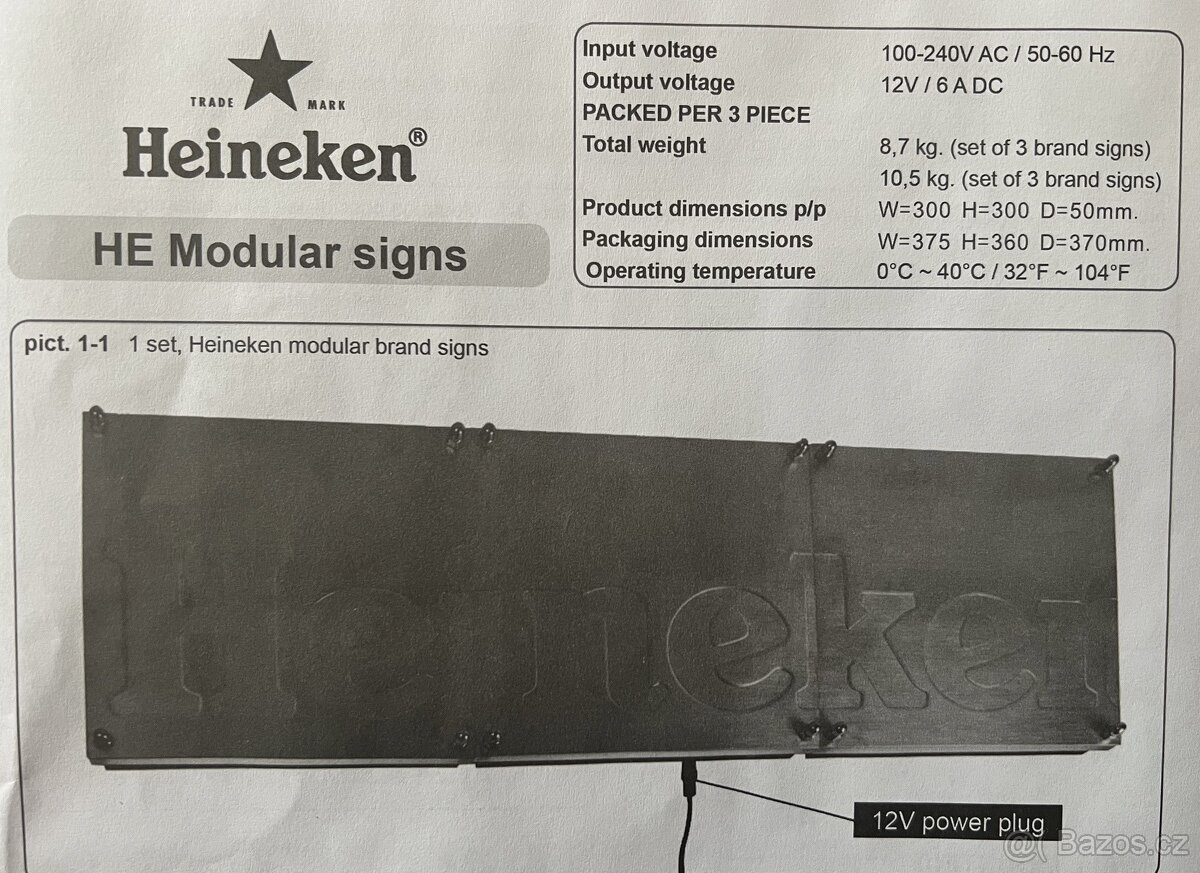 TRADE MARK
Heineken®
HE Modular signs
Input voltage 100-240V AC / 50-60 Hz
Output voltage 12V / 6 A DC
PACKED PER 3 PIECE
Total weight 8,7 kg. (set of 3 brand signs)
10,5 kg. (set of 3 brand signs)
Product dimensions p/p W=300 H=300 D=50mm.
Packaging dimensions W=375 H=360 D=370mm.
Operating temperature 0°C ~ 40°C / 32°F ~ 104°F
pict. 1-1 1 set, Heineken modular brand signs
Heineken
12V power plug
Bazos.cz